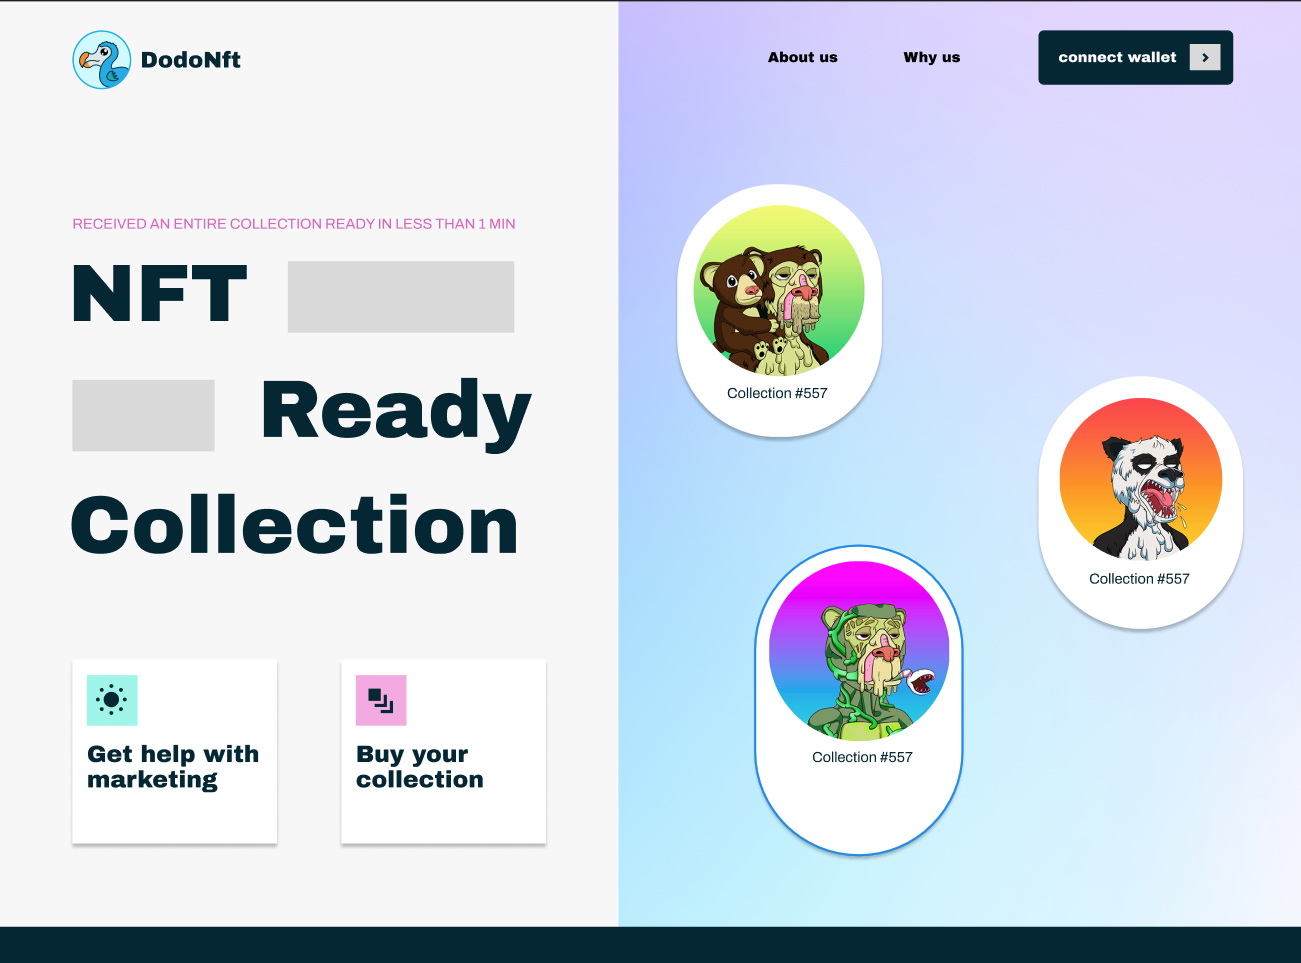 DodoNft
About us
Why us
connect wallet
RECEIVED AN ENTIRE COLLECTION READY IN LESS THAN 1 MIN
NFT
Ready
Collection
Collection #557
Collection #557
Collection #557
Get help with
marketing
Buy your
collection